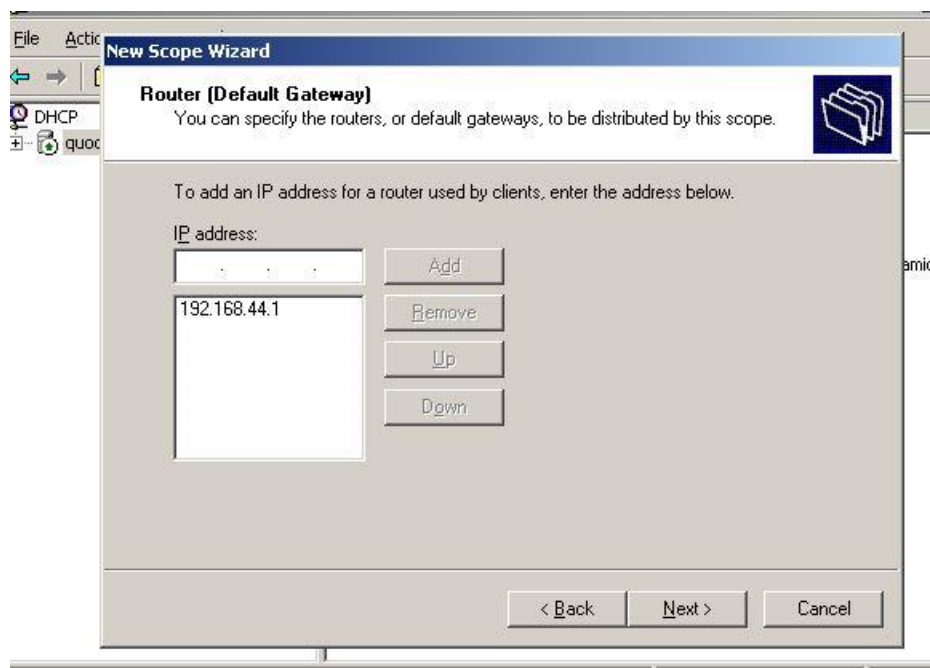 File
New Scope Wizard
Router (Default Gateway)
You can specify the routers, or default gateways, to be distributed by this scope.
DHCP
To add an IP address for a router used by clients, enter the address below.
IP address:
. . .
Add
192.168.44.1
Remove
Up
Down
< Back
Next >
Cancel